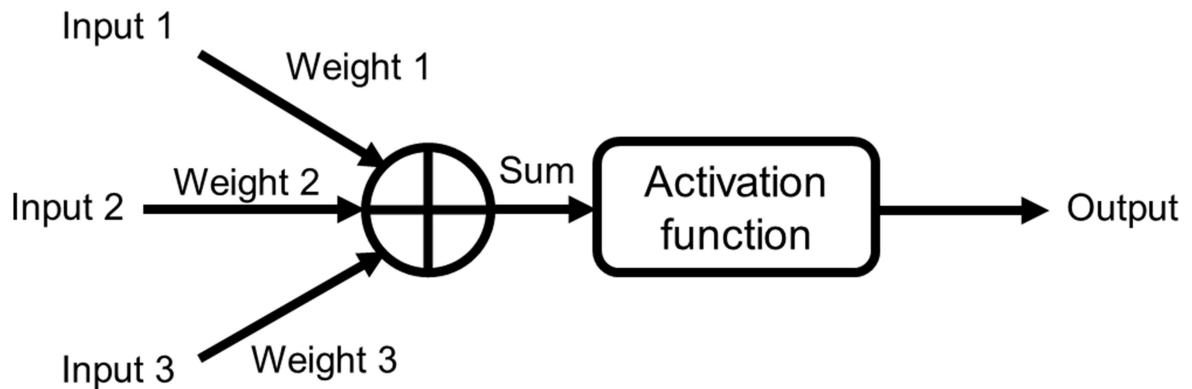 Input 1
Weight 1
Weight 2
Input 2
Sum
Activation
function
Output
Input 3
Weight 3